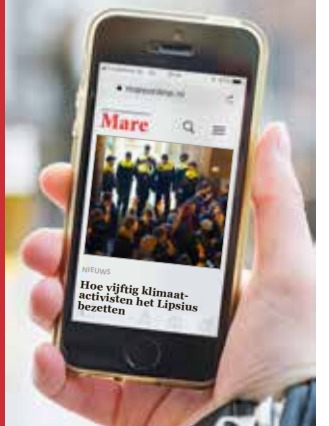 Mare
NIEUWS
Hoe vijftig klimaat-
activisten het Lipsius
bezetten